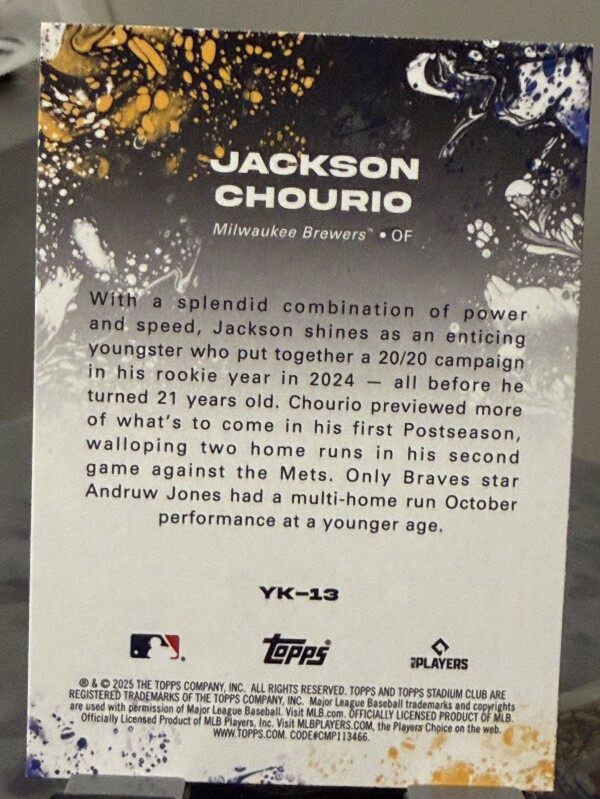 JACKSON
CHOURIO
Milwaukee Brewers™ • OF
With a splendid combination of power
and speed, Jackson shines as an enticing
youngster who put together a 20/20 campaign
in his rookie year in 2024 — all before he
turned 21 years old. Chourio previewed more
of what's to come in his first Postseason,
walloping two home runs in his second
game against the Mets. Only Braves star
Andruw Jones had a multi-home run October
performance at a younger age.
YK-13
Topps
PLAYERS
® & © 2025 THE TOPPS COMPANY, INC. ALL RIGHTS RESERVED. TOPPS AND TOPPS STADIUM CLUB ARE
REGISTERED TRADEMARKS OF THE TOPPS COMPANY, INC. Major League Baseball trademarks and copyrights
are used with permission of Major League Baseball. Visit MLB.com. OFFICIALLY LICENSED PRODUCT OF MLB.
Officially Licensed Product of MLB Players, Inc. Visit MLBPLAYERS.COM, the Players Choice on the web.
WWW.TOPPS.COM. CODE#CMP113466.